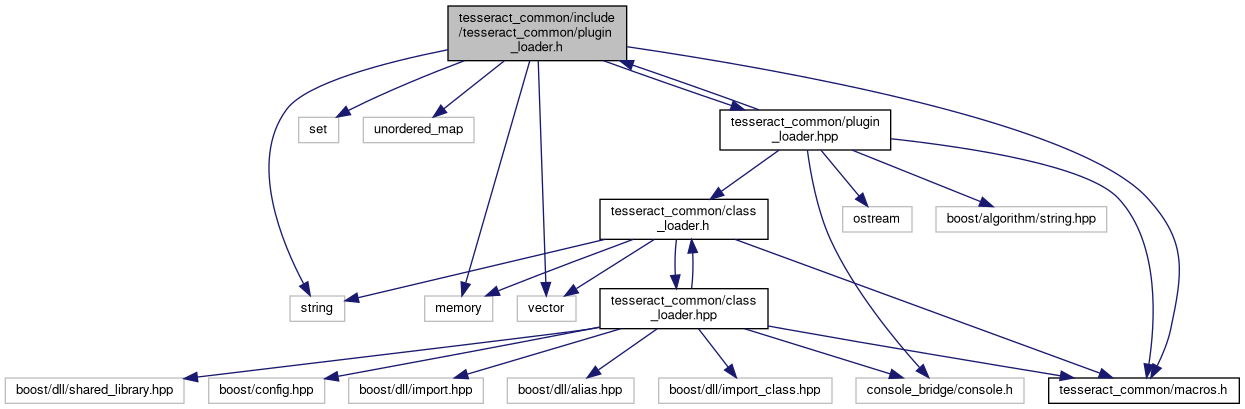 tesseract_common/include
/tesseract_common/plugin
_loader.h
set
unordered_map
tesseract_common/plugin
_loader.hpp
tesseract_common/class
_loader.h
ostream
boost/algorithm/string.hpp
string
memory
vector
tesseract_common/class
_loader.hpp
boost/dll/shared_library.hpp
boost/config.hpp
boost/dll/import.hpp
boost/dll/alias.hpp
boost/dll/import_class.hpp
console_bridge/console.h
tesseract_common/macros.h